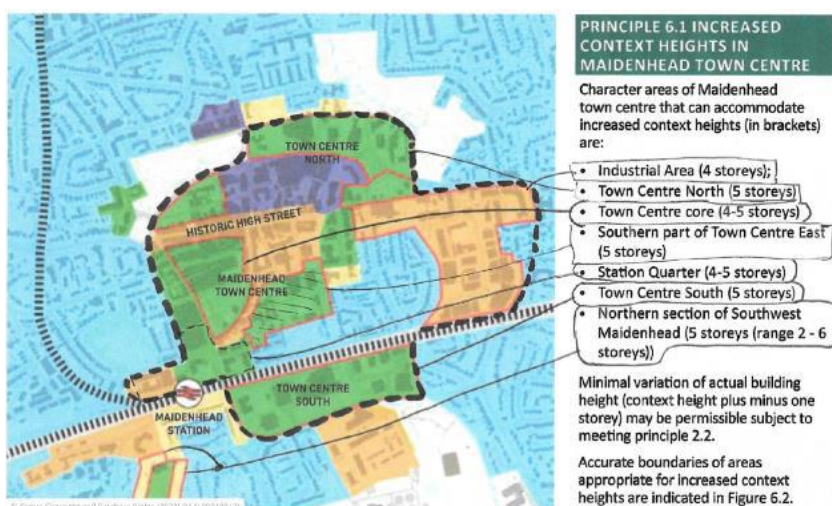 TOWN CENTRE
NORTH
HISTORIC HIGH STREET
MAIDENHEAD
TOWN CENTRE
MAIDENHEAD
STATION
TOWN CENTRE
SOUTH
PRINCIPLE 6.1 INCREASED
CONTEXT HEIGHTS IN
MAIDENHEAD TOWN CENTRE
Character areas of Maidenhead
town centre that can accommodate
increased context heights (in brackets)
are:
• Industrial Area (4 storeys);
• Town Centre North (5 storeys)
• Town Centre core (4-5 storeys)
• Southern part of Town Centre East
(5 storeys)
• Station Quarter (4-5 storeys)
• Town Centre South (5 storeys)
• Northern section of Southwest
Maidenhead (5 storeys (range 2 - 6
storeys))
Minimal variation of actual building
height (context height plus minus one
storey) may be permissible subject to
meeting principle 2.2.
Accurate boundaries of areas
appropriate for increased context
heights are indicated in Figure 6.2.